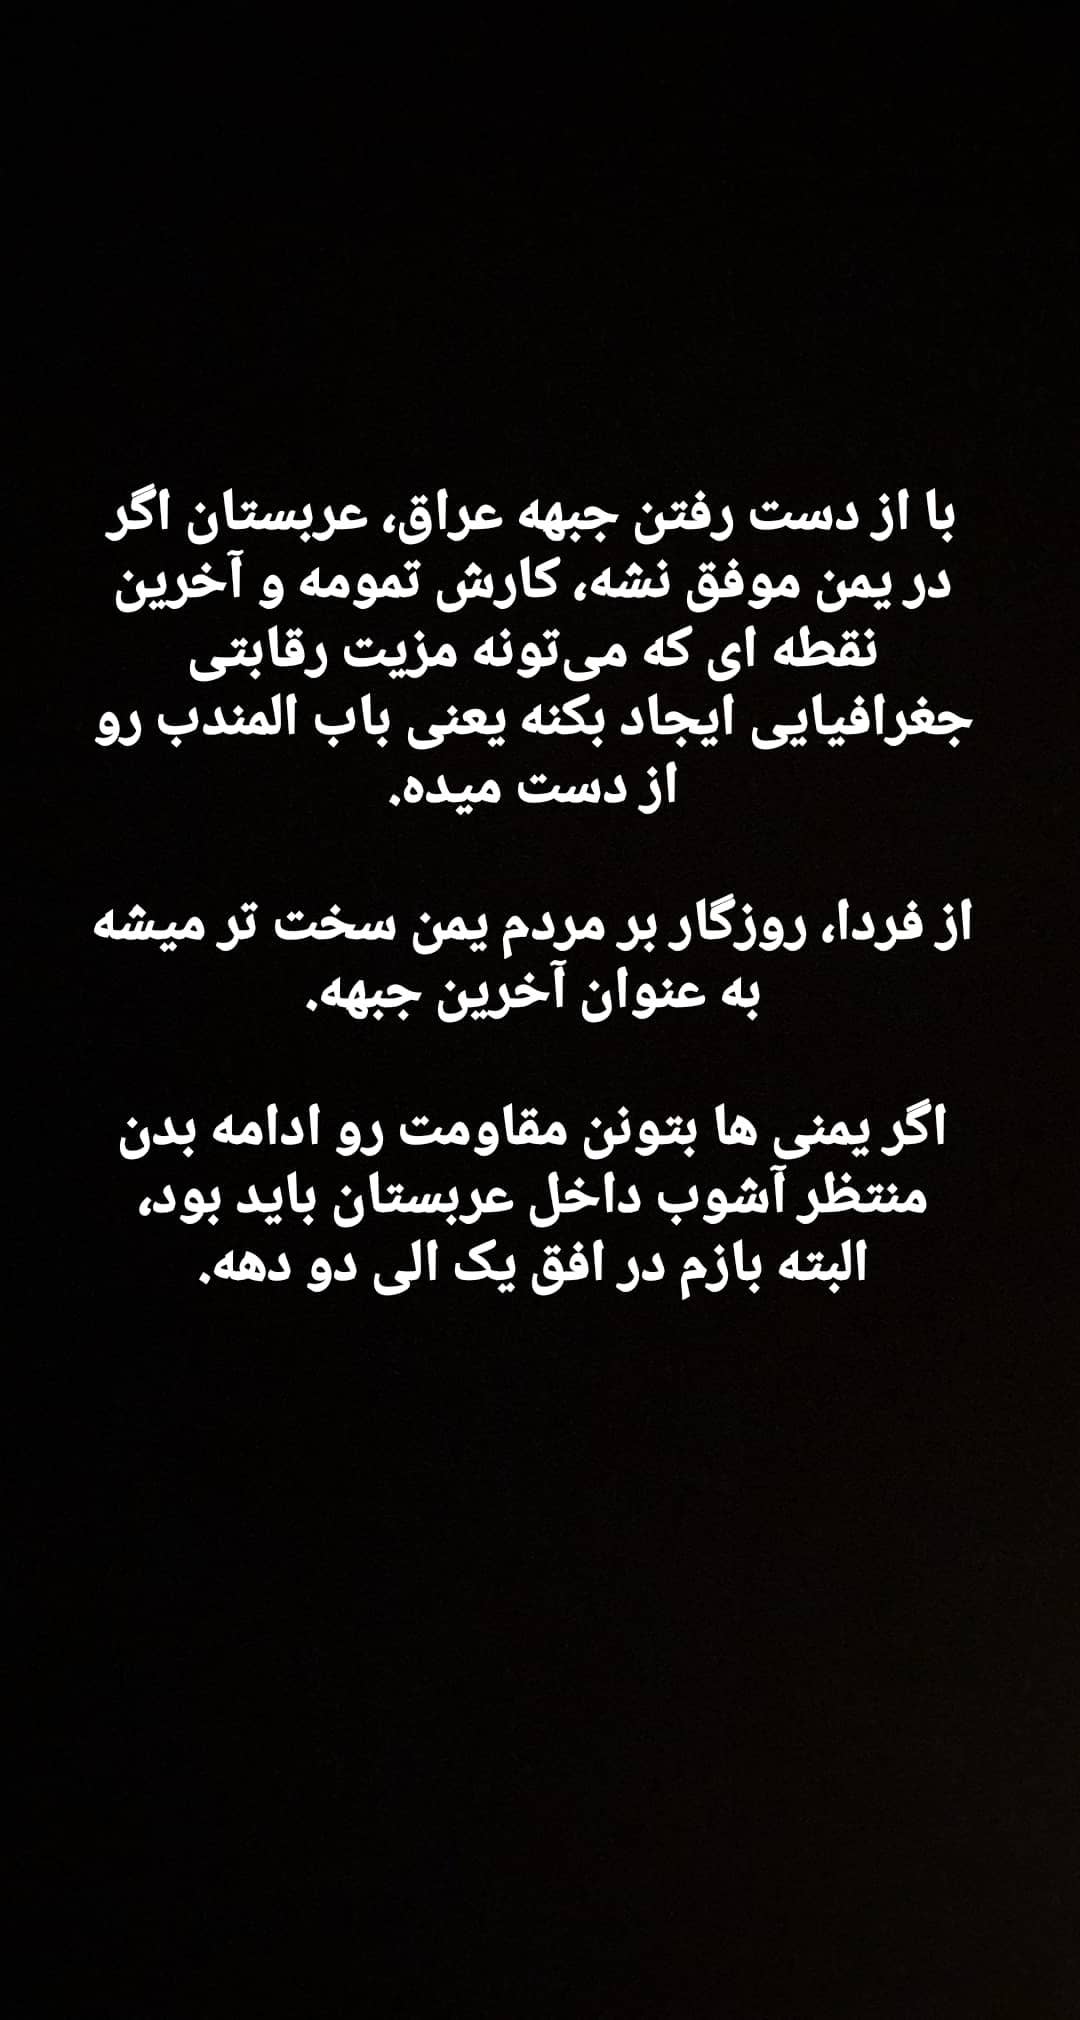 با از دست رفتن جبهه عراق، عربستان اگر
در یمن موفق نشه، کارش تمومه و آخرین
نقطه ای که می‌تونه مزیت رقابتی
جغرافیایی ایجاد بکنه یعنی باب المندب رو
از دست میده.
از فردا، روزگار بر مردم یمن سخت تر میشه
به عنوان آخرین جبهه.
اگر یمنی ها بتونن مقاومت رو ادامه بدن
منتظر آشوب داخل عربستان باید بود،
البته بازم در افق یک الی دو دهه.